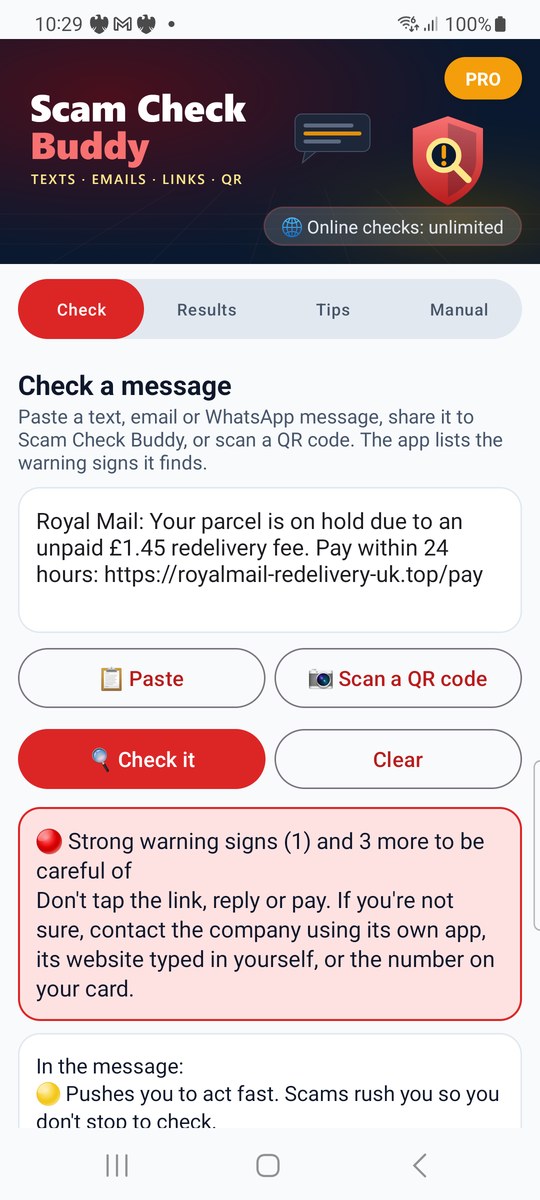 10:29
100%
PRO
Scam Check
Buddy
TEXTS · EMAILS · LINKS · QR
Online checks: unlimited
Check
Results
Tips
Manual
Check a message
Paste a text, email or WhatsApp message, share it to
Scam Check Buddy, or scan a QR code. The app lists the
warning signs it finds.
Royal Mail: Your parcel is on hold due to an
unpaid £1.45 redelivery fee. Pay within 24
hours: https://royalmail-redelivery-uk.top/pay
Paste
Scan a QR code
Check it
Clear
Strong warning signs (1) and 3 more to be
careful of
Don't tap the link, reply or pay. If you're not
sure, contact the company using its own app,
its website typed in yourself, or the number on
your card.
In the message:
Pushes you to act fast. Scams rush you so you
don't stop to check.